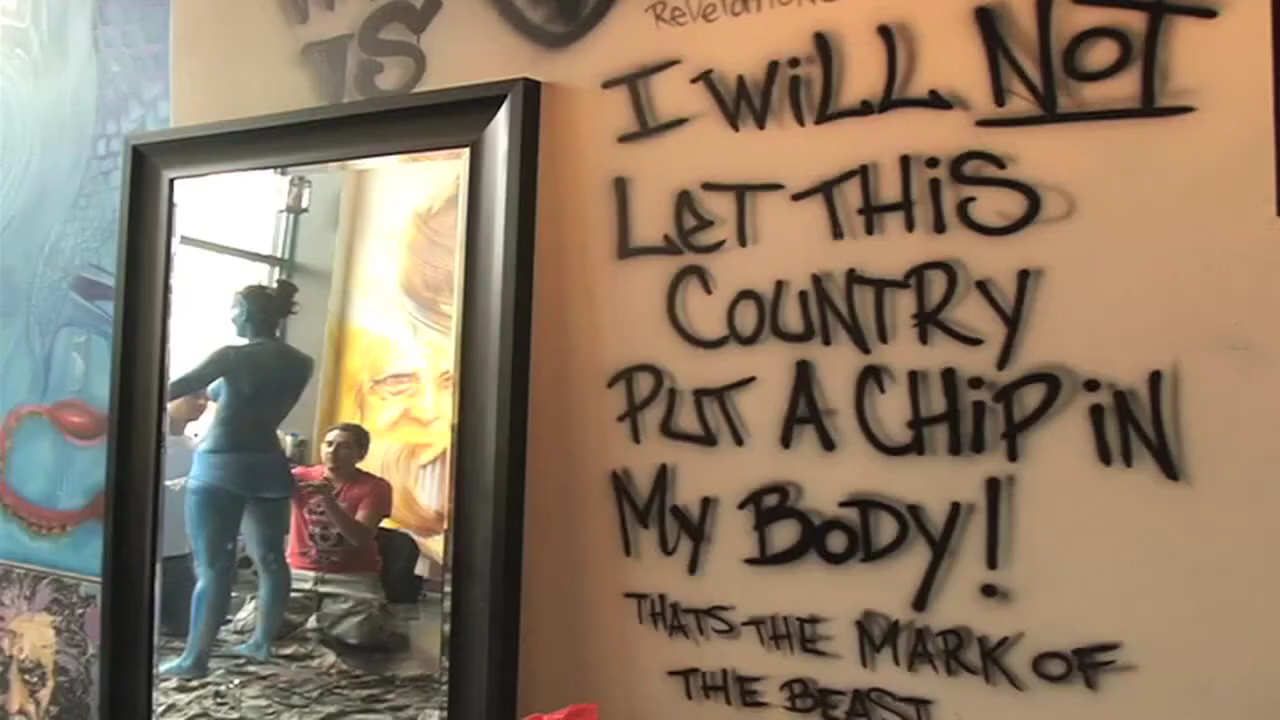 IS
Revelations
I WiLL NOT
LeT THiS
COUNTRY
PUT A CHiP iN
My BODY!
THATS THE MARK OF
THE BEAST